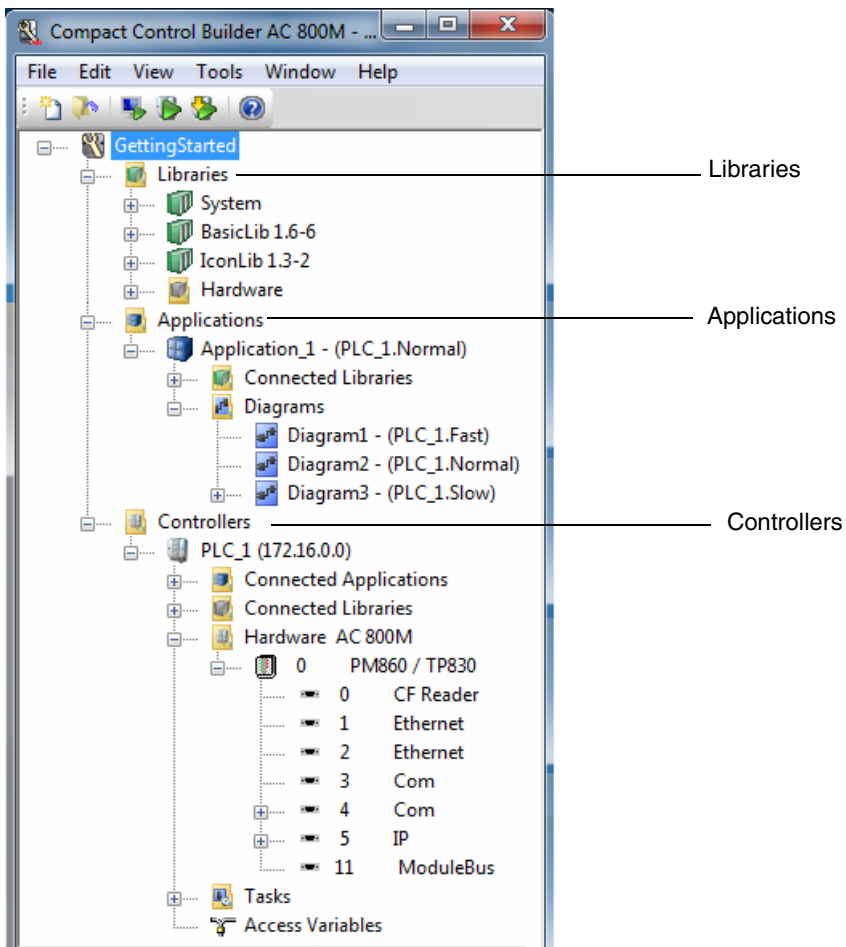 Compact Control Builder AC 800M - ...
File Edit View Tools Window Help
GettingStarted
Libraries
Libraries
System
BasicLib 1.6-6
IconLib 1.3-2
Hardware
Applications
Applications
Application_1 - (PLC_1.Normal)
Connected Libraries
Diagrams
Diagram1 - (PLC_1.Fast)
Diagram2 - (PLC_1.Normal)
Diagram3 - (PLC_1.Slow)
Controllers
Controllers
PLC_1 (172.16.0.0)
Connected Applications
Connected Libraries
Hardware AC 800M
0 PM860 / TP830
0 CF Reader
1 Ethernet
2 Ethernet
3 Com
4 Com
5 IP
11 ModuleBus
Tasks
Access Variables